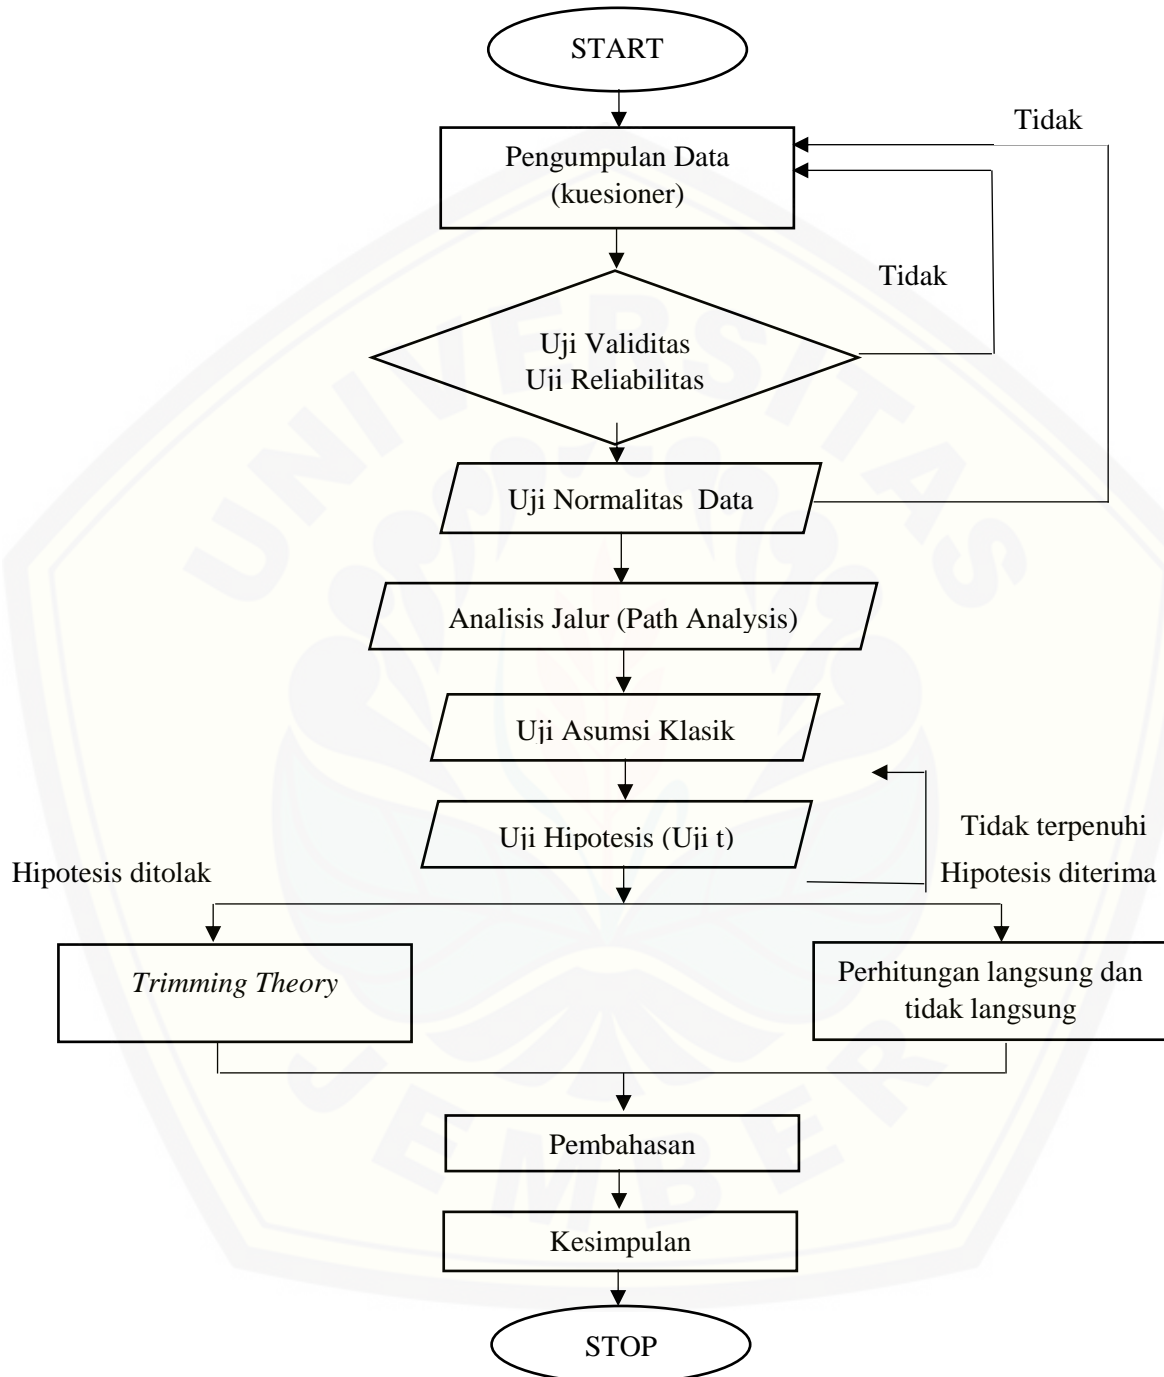 START
Tidak
Pengumpulan Data
(kuesioner)
Tidak
Uji Validitas
Uji Reliabilitas
Uji Normalitas Data
Analisis Jalur (Path Analysis)
Uji Asumsi Klasik
Uji Hipotesis (Uji t)
Tidak terpenuhi
Hipotesis ditolak
Hipotesis diterima
Trimming Theory
Perhitungan langsung dan
tidak langsung
Pembahasan
Kesimpulan
STOP
UNIVERSITAS
JEMBER